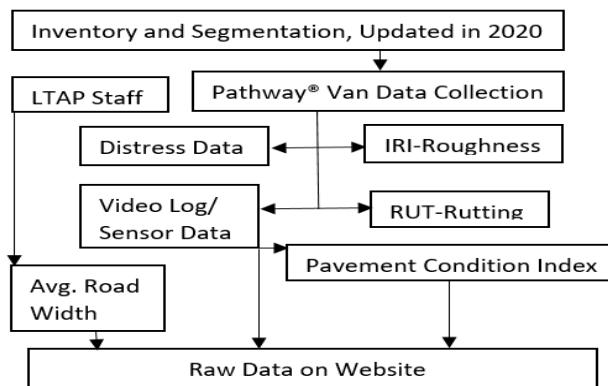 Inventory and Segmentation, Updated in 2020
LTAP Staff
Pathway® Van Data Collection
Distress Data
IRI-Roughness
Video Log/
Sensor Data
RUT-Rutting
Pavement Condition Index
Avg. Road
Width
Raw Data on Website